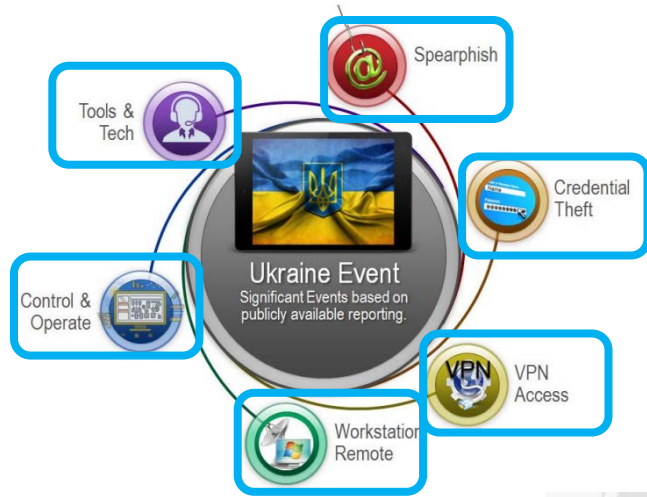 Spearphish
Tools &
Tech
Credential
Theft
Ukraine Event
Significant Events based on
publicly available reporting.
Control &
Operate
VPN
VPN
Access
Workstation
Remote